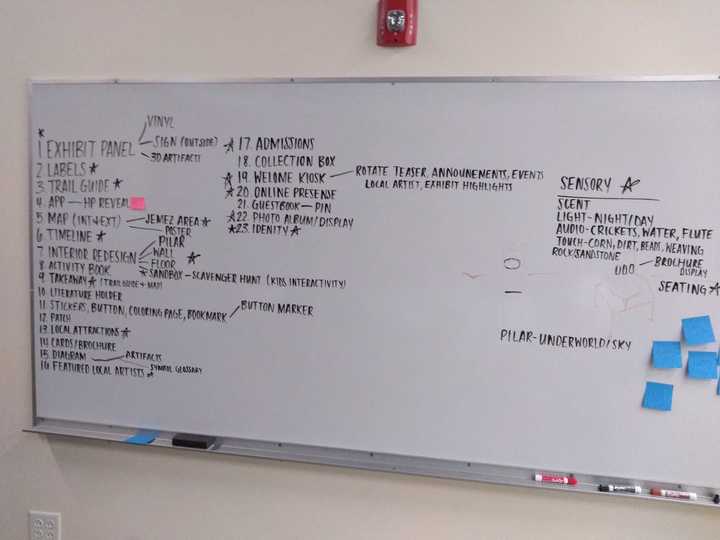 VINYL
* 1 EXHIBIT PANEL
SIGN (OUTSIDE)
3D ARTIFACTS
2 LABELS ★
3. TRAIL GUIDE ★
4. APP — HP REVEAL
5 MAP (INT + EXT)
JEMEZ AREA ★
POSTER
6. TIMELINE ★
7. INTERIOR REDESIGN
PILAR
WALL ★
FLOOR
8 ACTIVITY BOOK
* SANDBOX - SCAVENGER HUNT (KIDS INTERACTIVITY)
9. TAKEAWAY ★ (TRAIL GUIDE + MAP)
10. LITERATURE HOLDER
11 STICKERS, BUTTON, COLORING PAGE, BOOKMARK
BUTTON MARKER
12. PATCH
13. LOCAL ATTRACTIONS ★
14. CARDS/BROCHURE
15. DIAGRAM
ARTIFACTS
SYMBOL GLOSSARY
16. FEATURED LOCAL ARTISTS ★
★ 17. ADMISSIONS
18. COLLECTION BOX
★ 19. WELOME KIOSK
ROTATE TEASER, ANNOUNEMENTS, EVENTS
LOCAL ARTIST, EXHIBIT HIGHLIGHTS
★ 20. ONLINE PRESENSE
21. GUESTBOOK — PIN
★ 22. PHOTO ALBUM/DISPLAY
★ 23. IDENITY ★
SENSORY ★
SCENT
LIGHT-NIGHT/DAY
AUDIO-CRICKETS, WATER, FLUTE
TOUCH-CORN, DIRT, BEADS, WEAVING
ROCK/SANDSTONE
BROCHURE
DISPLAY
SEATING ★
PILAR-UNDERWORLD/SKY